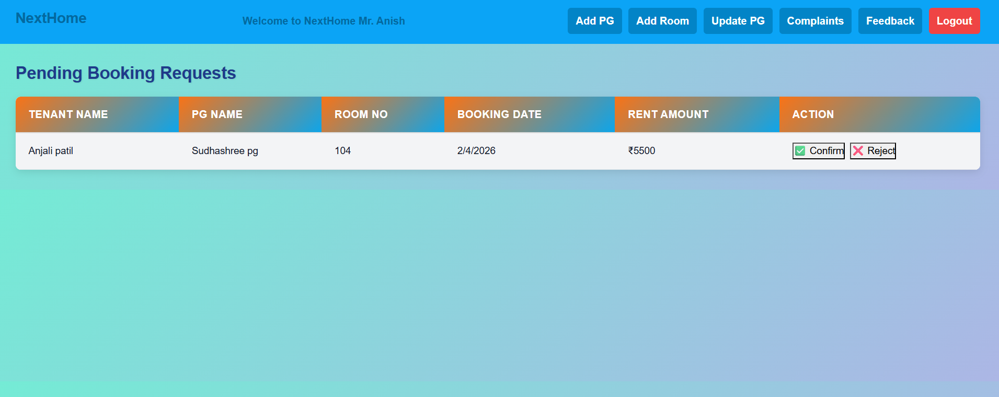 NextHome
Welcome to NextHome Mr. Anish
Add PG Add Room Update PG Complaints Feedback Logout
Pending Booking Requests
TENANT NAME PG NAME ROOM NO BOOKING DATE RENT AMOUNT ACTION
Anjali patil Sudhashree pg 104 2/4/2026 ₹5500 ✅ Confirm ❌ Reject